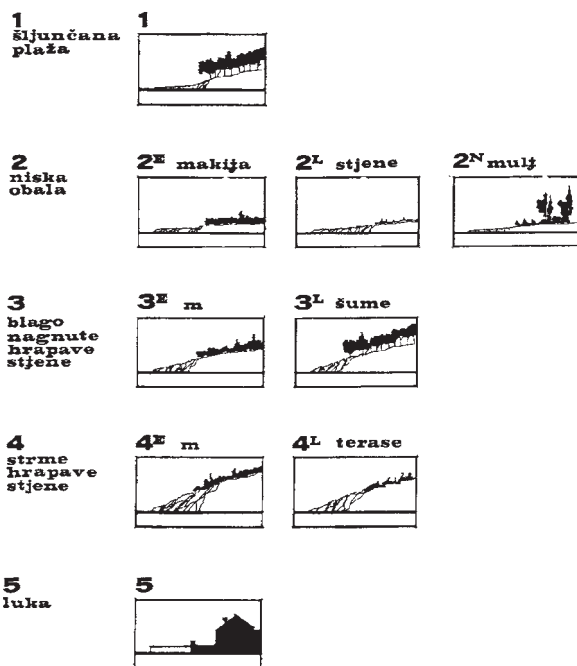 1 1
šljunčana
plaža
2 2E makija 2L stjene 2N mulj
niska
obala
3 3E m 3L šume
blago
nagnute
hrapave
stjene
4 4E m 4L terase
strme
hrapave
stjene
5 5
luka